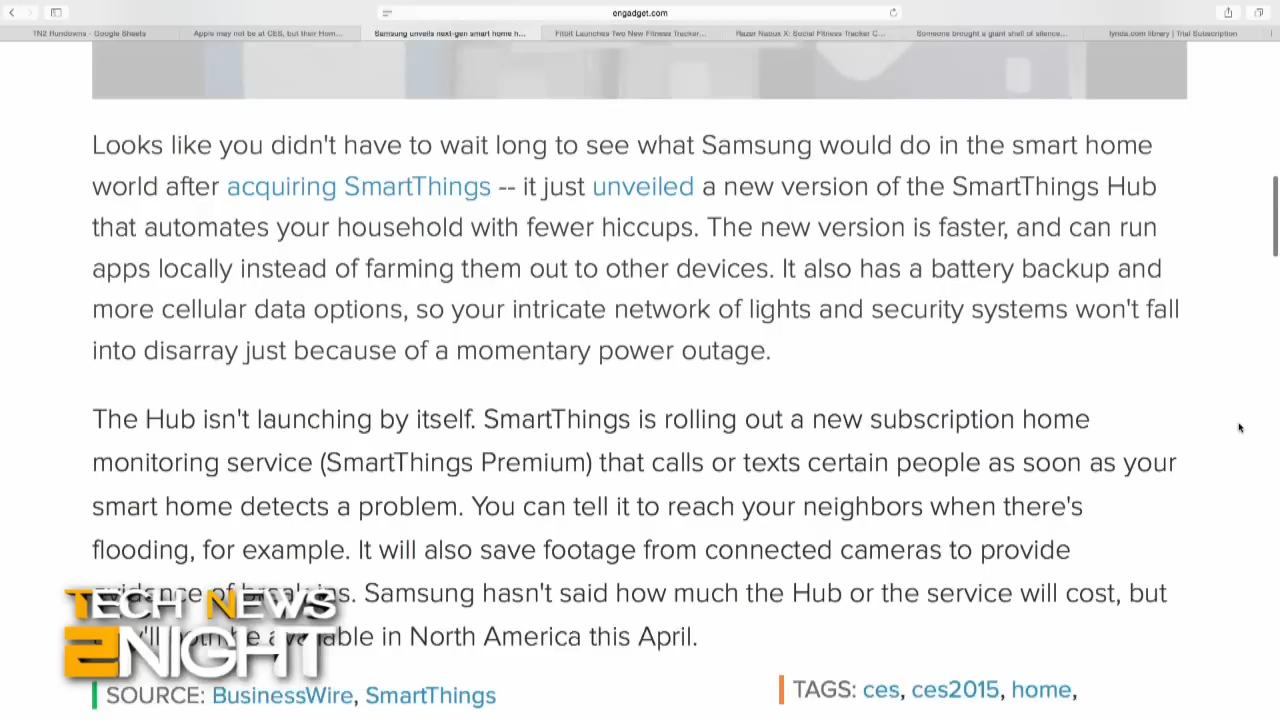 engadget.com
TN2 Rundowns - Google Sheets
Apple may not be at CES, but their Hom...
Samsung unveils next-gen smart home h...
Fitbit Launches Two New Fitness Tracker...
Razer Nabux X: Social Fitness Tracker C...
Someone brought a giant shell of silence...
lynda.com library | Trial Subscription
Looks like you didn't have to wait long to see what Samsung would do in the smart home
world after acquiring SmartThings -- it just unveiled a new version of the SmartThings Hub
that automates your household with fewer hiccups. The new version is faster, and can run
apps locally instead of farming them out to other devices. It also has a battery backup and
more cellular data options, so your intricate network of lights and security systems won't fall
into disarray just because of a momentary power outage.
The Hub isn't launching by itself. SmartThings is rolling out a new subscription home
monitoring service (SmartThings Premium) that calls or texts certain people as soon as your
smart home detects a problem. You can tell it to reach your neighbors when there's
flooding, for example. It will also save footage from connected cameras to provide
evidence of break-ins. Samsung hasn't said how much the Hub or the service will cost, but
they'll both be available in North America this April.
TECH NEWS
2NIGHT
SOURCE: BusinessWire, SmartThings
TAGS: ces, ces2015, home,